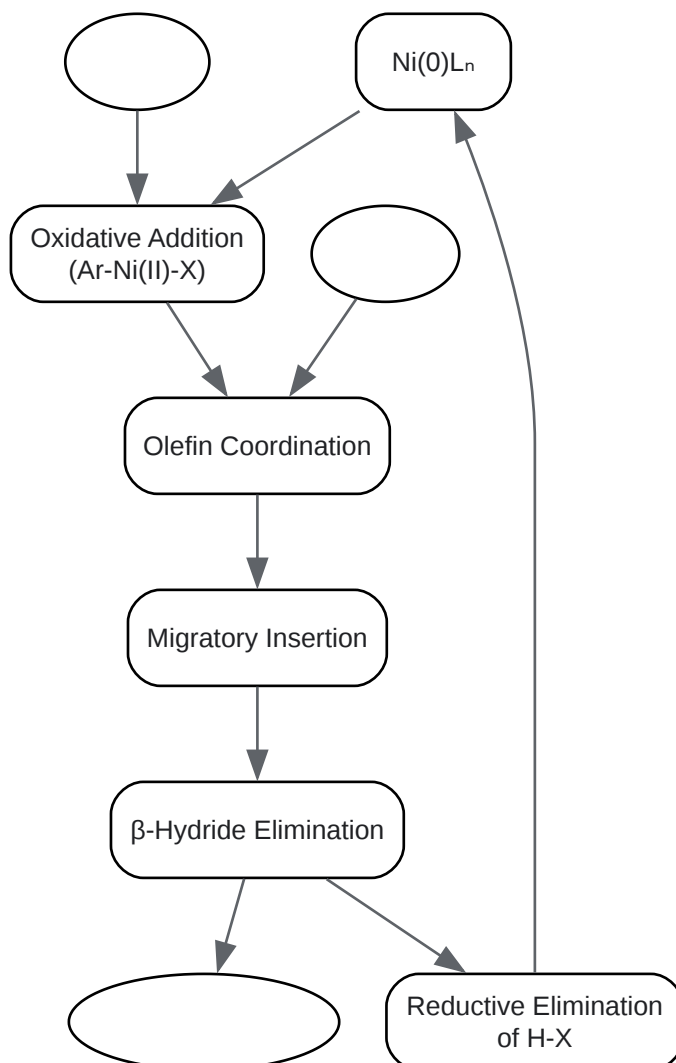 Ni(0)Lₙ
Oxidative Addition
(Ar-Ni(II)-X)
Olefin Coordination
Migratory Insertion
β-Hydride Elimination
Reductive Elimination
of H-X